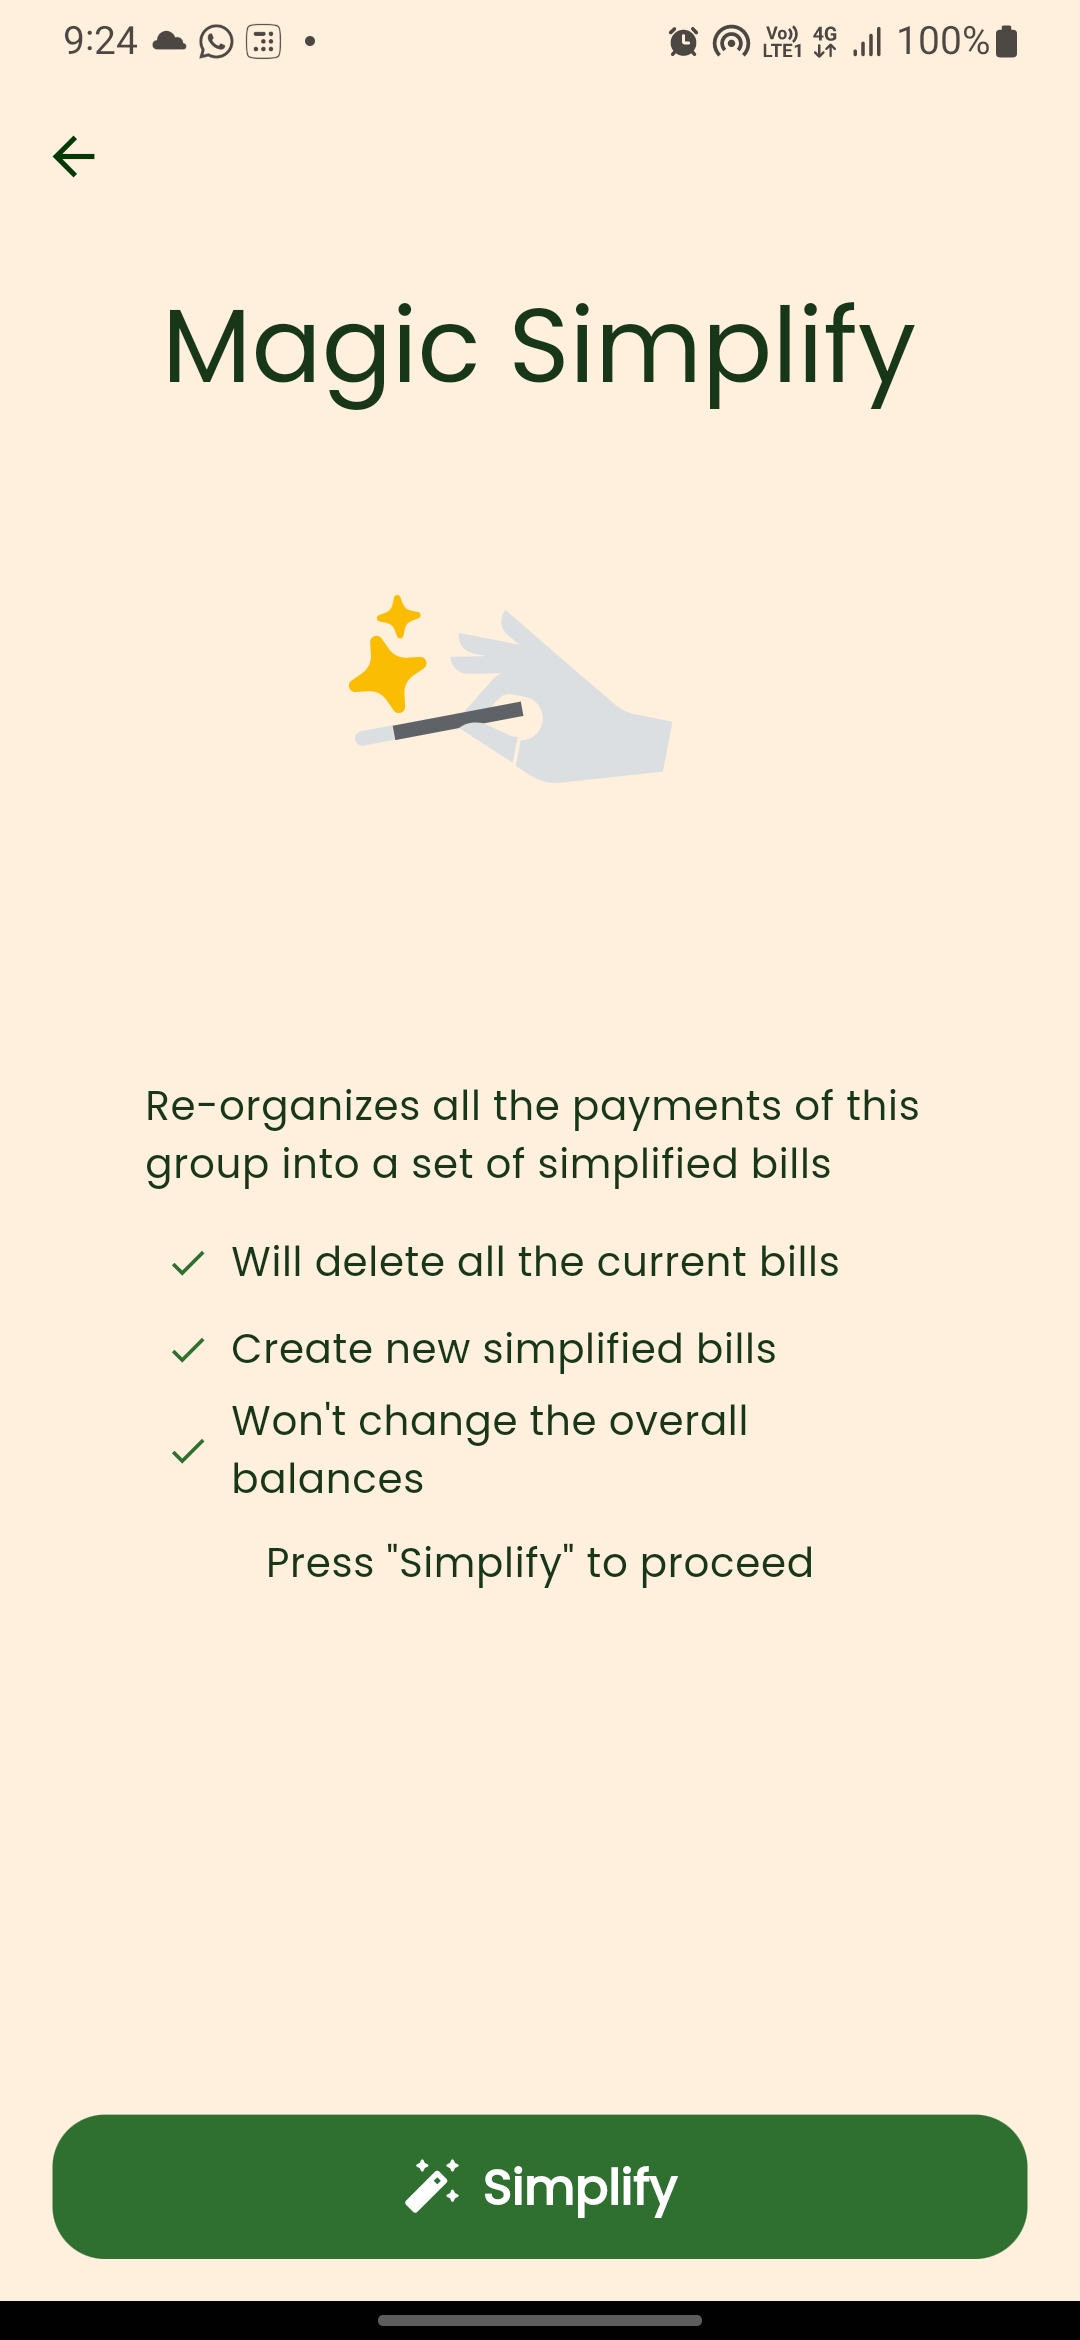 9:24
Vo)) 4G 100%
LTE1
Magic Simplify
Re-organizes all the payments of this
group into a set of simplified bills
Will delete all the current bills
Create new simplified bills
Won't change the overall
balances
Press "Simplify" to proceed
Simplify